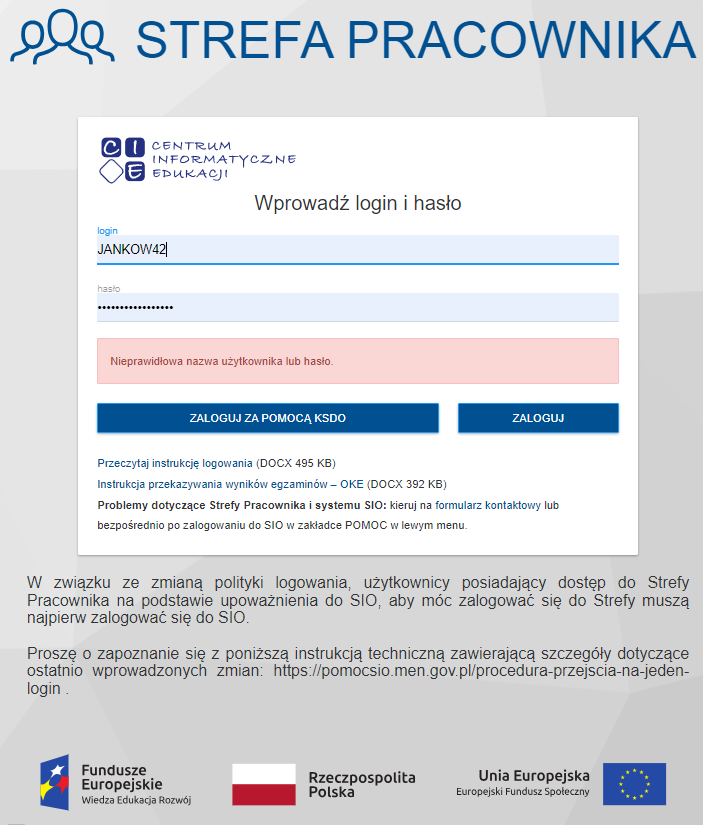 STREFA PRACOWNIKA
CIE
CENTRUM
INFORMATYCZNE
EDUKACJI
Wprowadź login i hasło
login
JANKOW42
hasło
•••••••••••••••••
Nieprawidłowa nazwa użytkownika lub hasło.
ZALOGUJ ZA POMOCĄ KSDO
ZALOGUJ
Przeczytaj instrukcję logowania (DOCX 495 KB)
Instrukcja przekazywania wyników egzaminów – OKE (DOCX 392 KB)
Problemy dotyczące Strefy Pracownika i systemu SIO: kieruj na formularz kontaktowy lub
bezpośrednio po zalogowaniu do SIO w zakładce POMOC w lewym menu.
W związku ze zmianą polityki logowania, użytkownicy posiadający dostęp do Strefy
Pracownika na podstawie upoważnienia do SIO, aby móc zalogować się do Strefy muszą
najpierw zalogować się do SIO.
Proszę o zapoznanie się z poniższą instrukcją techniczną zawierającą szczegóły dotyczące
ostatnio wprowadzonych zmian: https://pomocsio.men.gov.pl/procedura-przejscia-na-jeden-
login .
Fundusze
Europejskie
Wiedza Edukacja Rozwój
Rzeczpospolita
Polska
Unia Europejska
Europejski Fundusz Społeczny